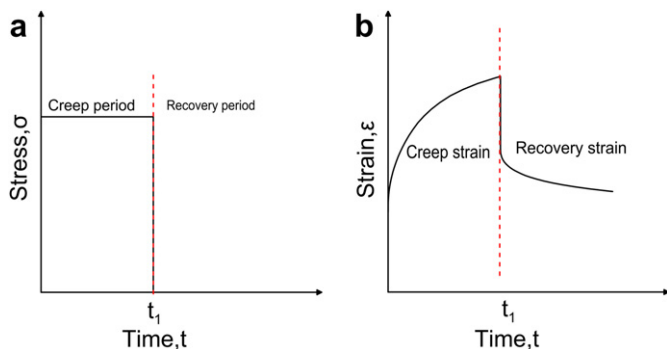 a
Stress,σ
Creep period
Recovery period
t1
Time,t
b
Strain,ε
Creep strain
Recovery strain
t1
Time,t